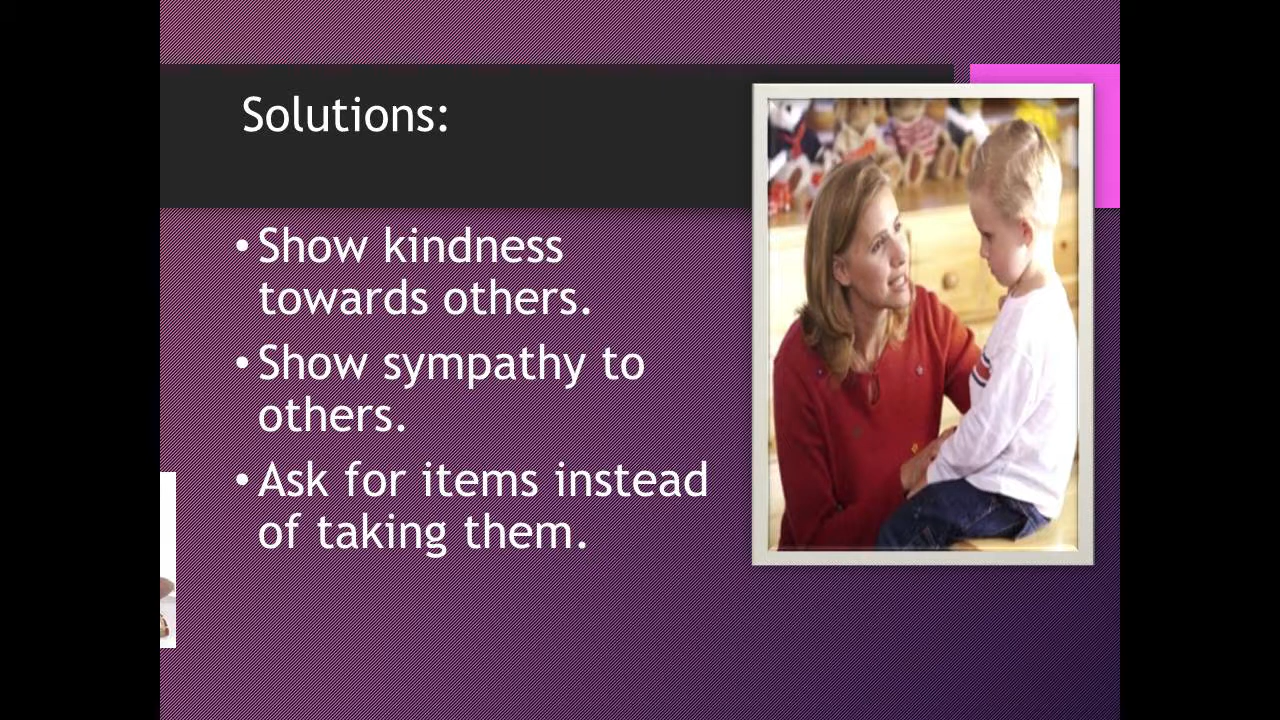 Solutions:
• Show kindness
towards others.
• Show sympathy to
others.
• Ask for items instead
of taking them.